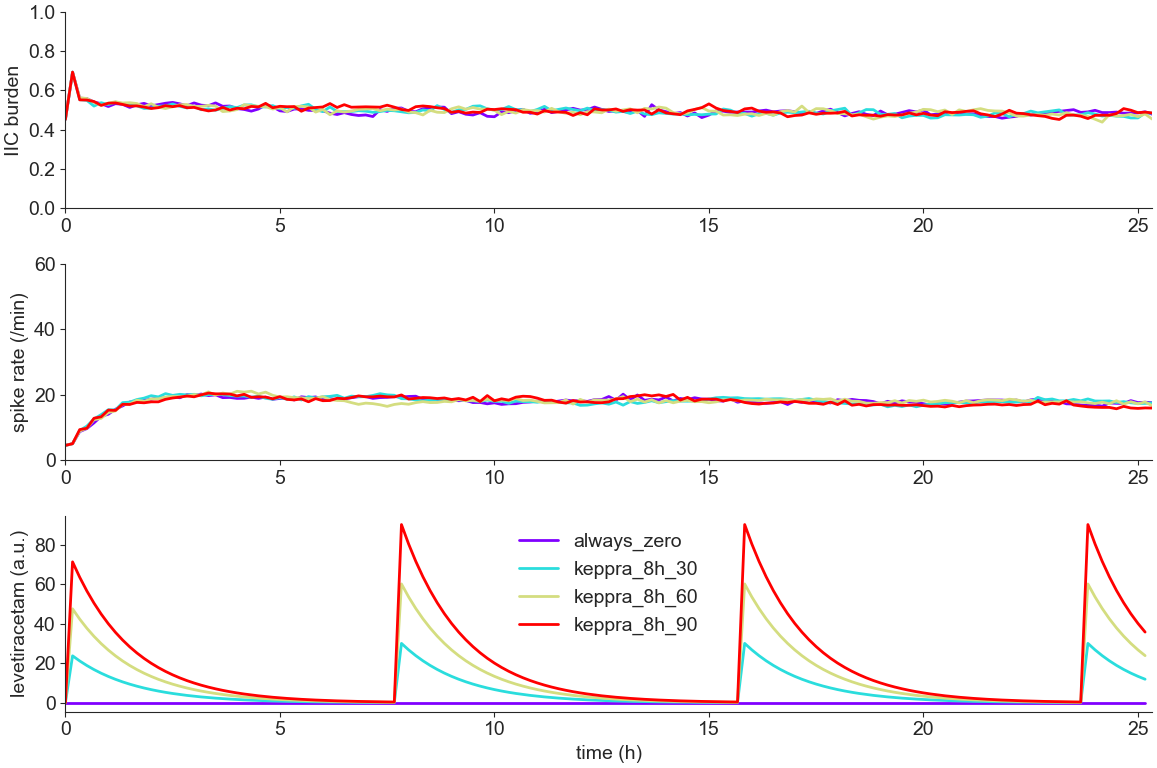 1.0
0.8
0.6
0.4
0.2
0.0
IIC burden
0 5 10 15 20 25
60
40
20
0
spike rate (/min)
0 5 10 15 20 25
80
60
40
20
0
levetiracetam (a.u.)
always_zero
keppra_8h_30
keppra_8h_60
keppra_8h_90
0 5 10 15 20 25
time (h)